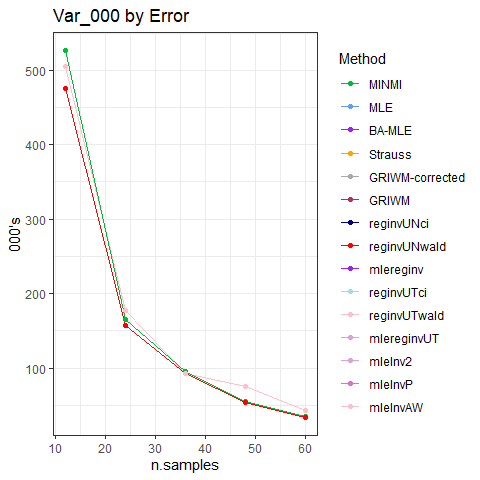 Var_000 by Error
000's
500
400
300
200
100
10
20
30
40
50
60
n.samples
Method
MINMI
MLE
BA-MLE
Strauss
GRIWM-corrected
GRIWM
reginvUNci
reginvUNwald
mlereginv
reginvUTci
reginvUTwald
mlereginvUT
mleInv2
mleInvP
mleInvAW